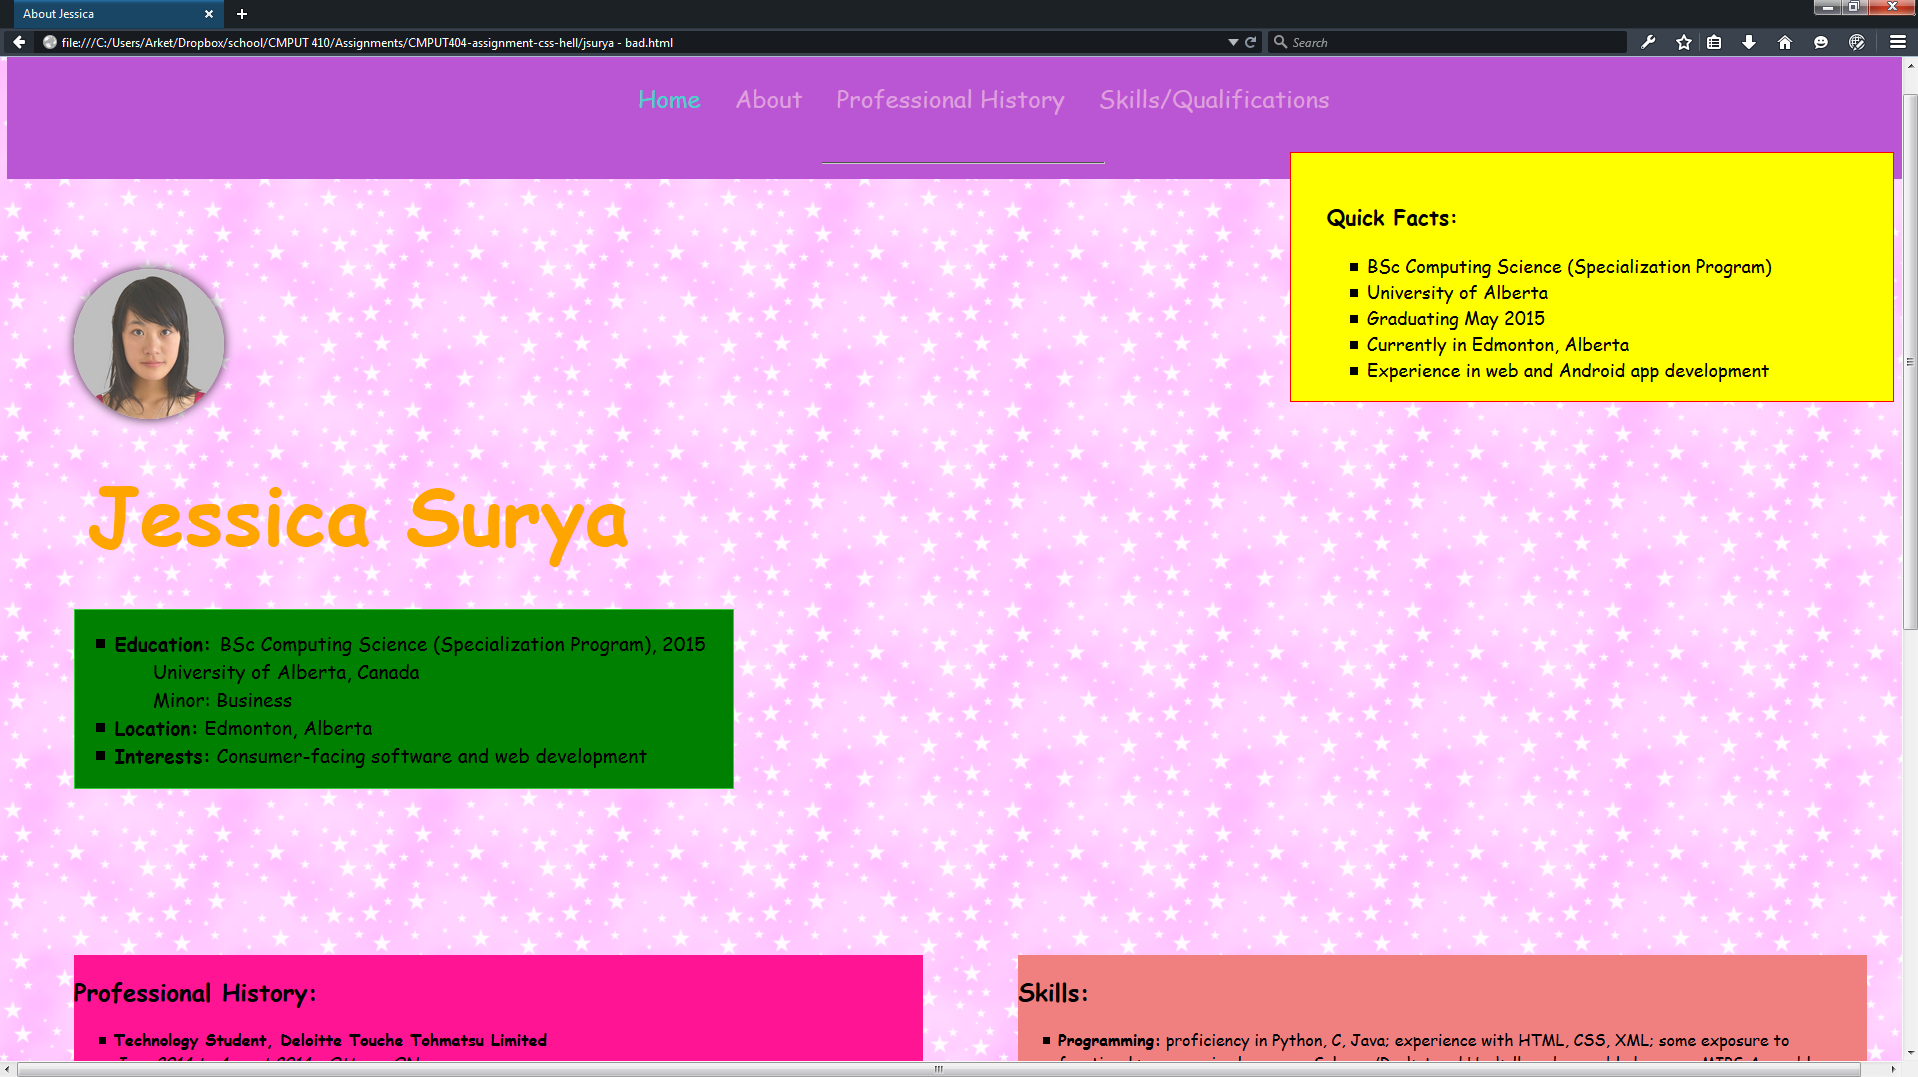 About Jessica
file:///C:/Users/Arket/Dropbox/school/CMPUT 410/Assignments/CMPUT404-assignment-css-hell/jsurya - bad.html
Search
Home About Professional History Skills/Qualifications
Quick Facts:
BSc Computing Science (Specialization Program)
University of Alberta
Graduating May 2015
Currently in Edmonton, Alberta
Experience in web and Android app development
Jessica Surya
Education: BSc Computing Science (Specialization Program), 2015
University of Alberta, Canada
Minor: Business
Location: Edmonton, Alberta
Interests: Consumer-facing software and web development
Professional History:
Technology Student, Deloitte Touche Tohmatsu Limited
Skills:
Programming: proficiency in Python, C, Java; experience with HTML, CSS, XML; some exposure to